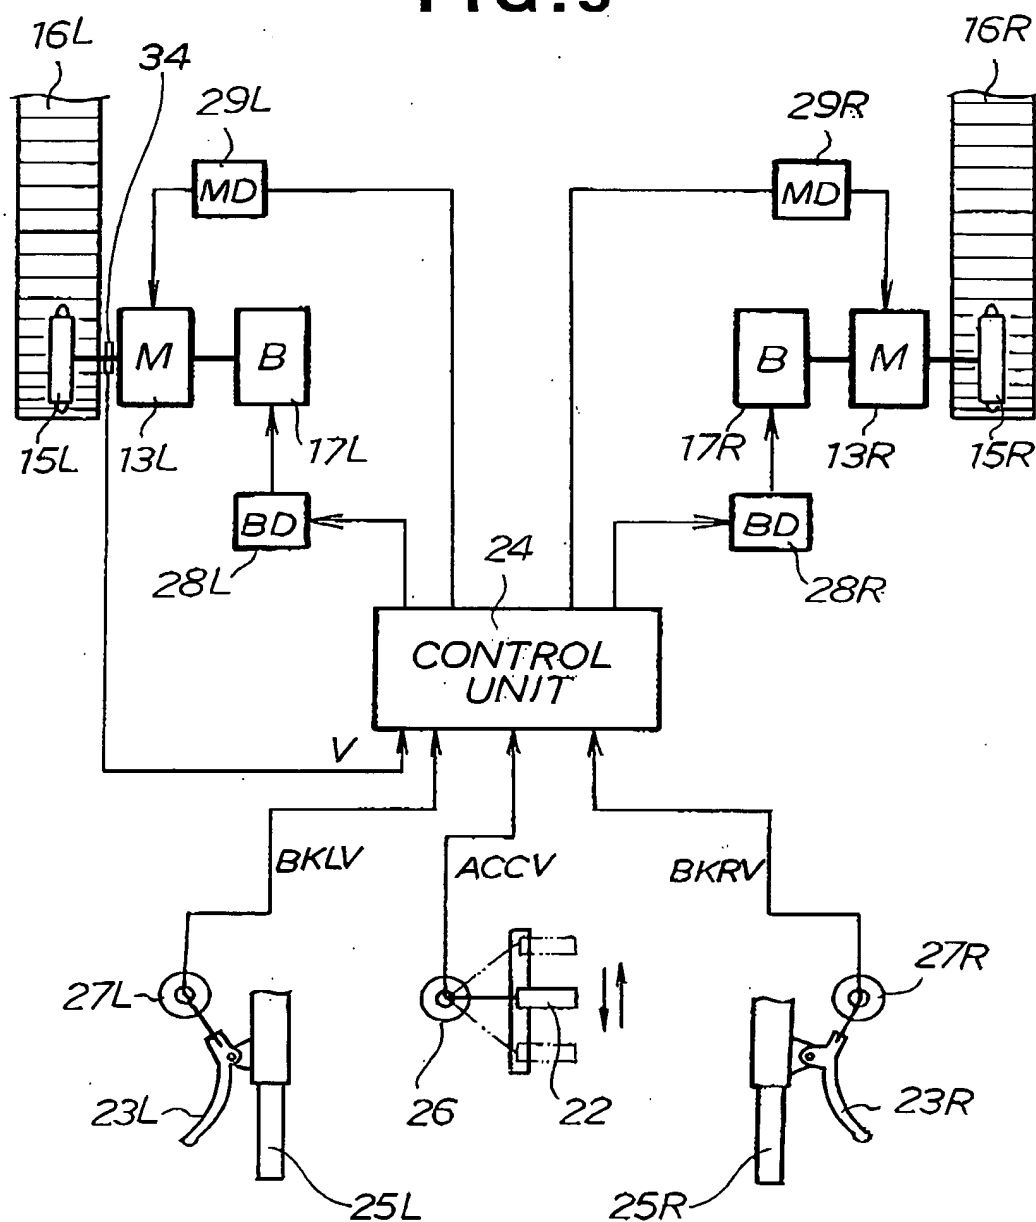 16L
34
16R
29L
29R
MD
MD
M
B
B
M
15L
13L
17L
17R
13R
15R
BD
BD
28L
24
28R
CONTROL
UNIT
V
BKLV
ACCV
BKRV
27L
27R
23L
26
22
23R
25L
25R